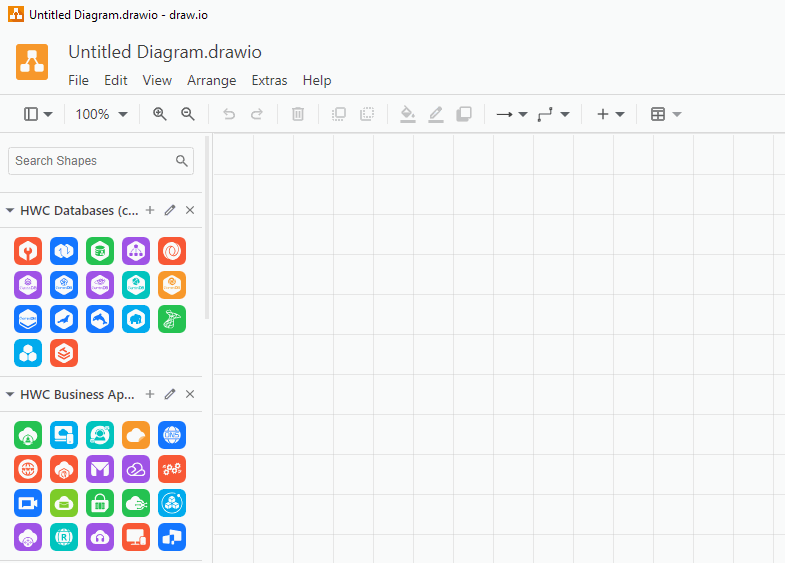 Untitled Diagram.drawio - draw.io
Untitled Diagram.drawio
File Edit View Arrange Extras Help
100%
Search Shapes
HWC Databases (c...
HWC Business Ap...
DNS